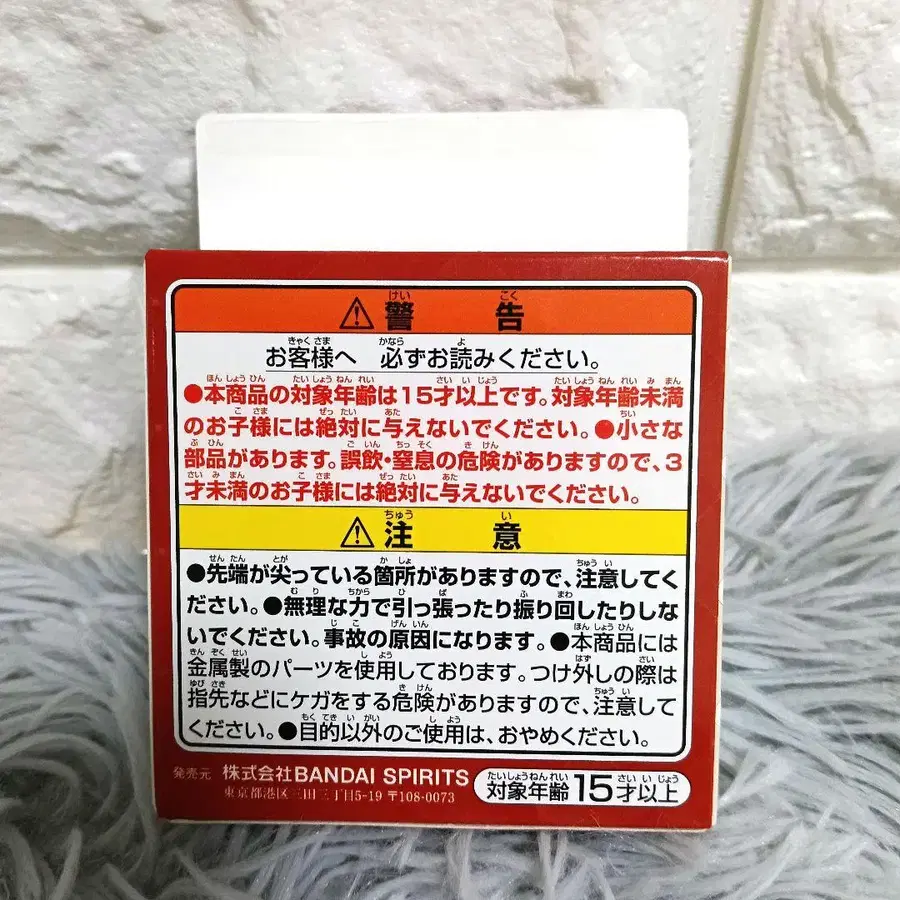 ⚠警告
お客様へ 必ずお読みください。
●本商品の対象年齢は15才以上です。対象年齢未満
のお子様には絶対に与えないでください。●小さな
部品があります。誤飲・窒息の危険がありますので、3
才未満のお子様には絶対に与えないでください。
⚠注意
●先端が尖っている箇所がありますので、注意してく
ださい。●無理な力で引っ張ったり振り回したりしな
いでください。事故の原因になります。●本商品には
金属製のパーツを使用しております。つけ外しの際は
指先などにケガをする危険がありますので、注意して
ください。●目的以外のご使用は、おやめください。
発売元 株式会社BANDAI SPIRITS
東京都港区三田三丁目5-19 〒108-0073
対象年齢15才以上